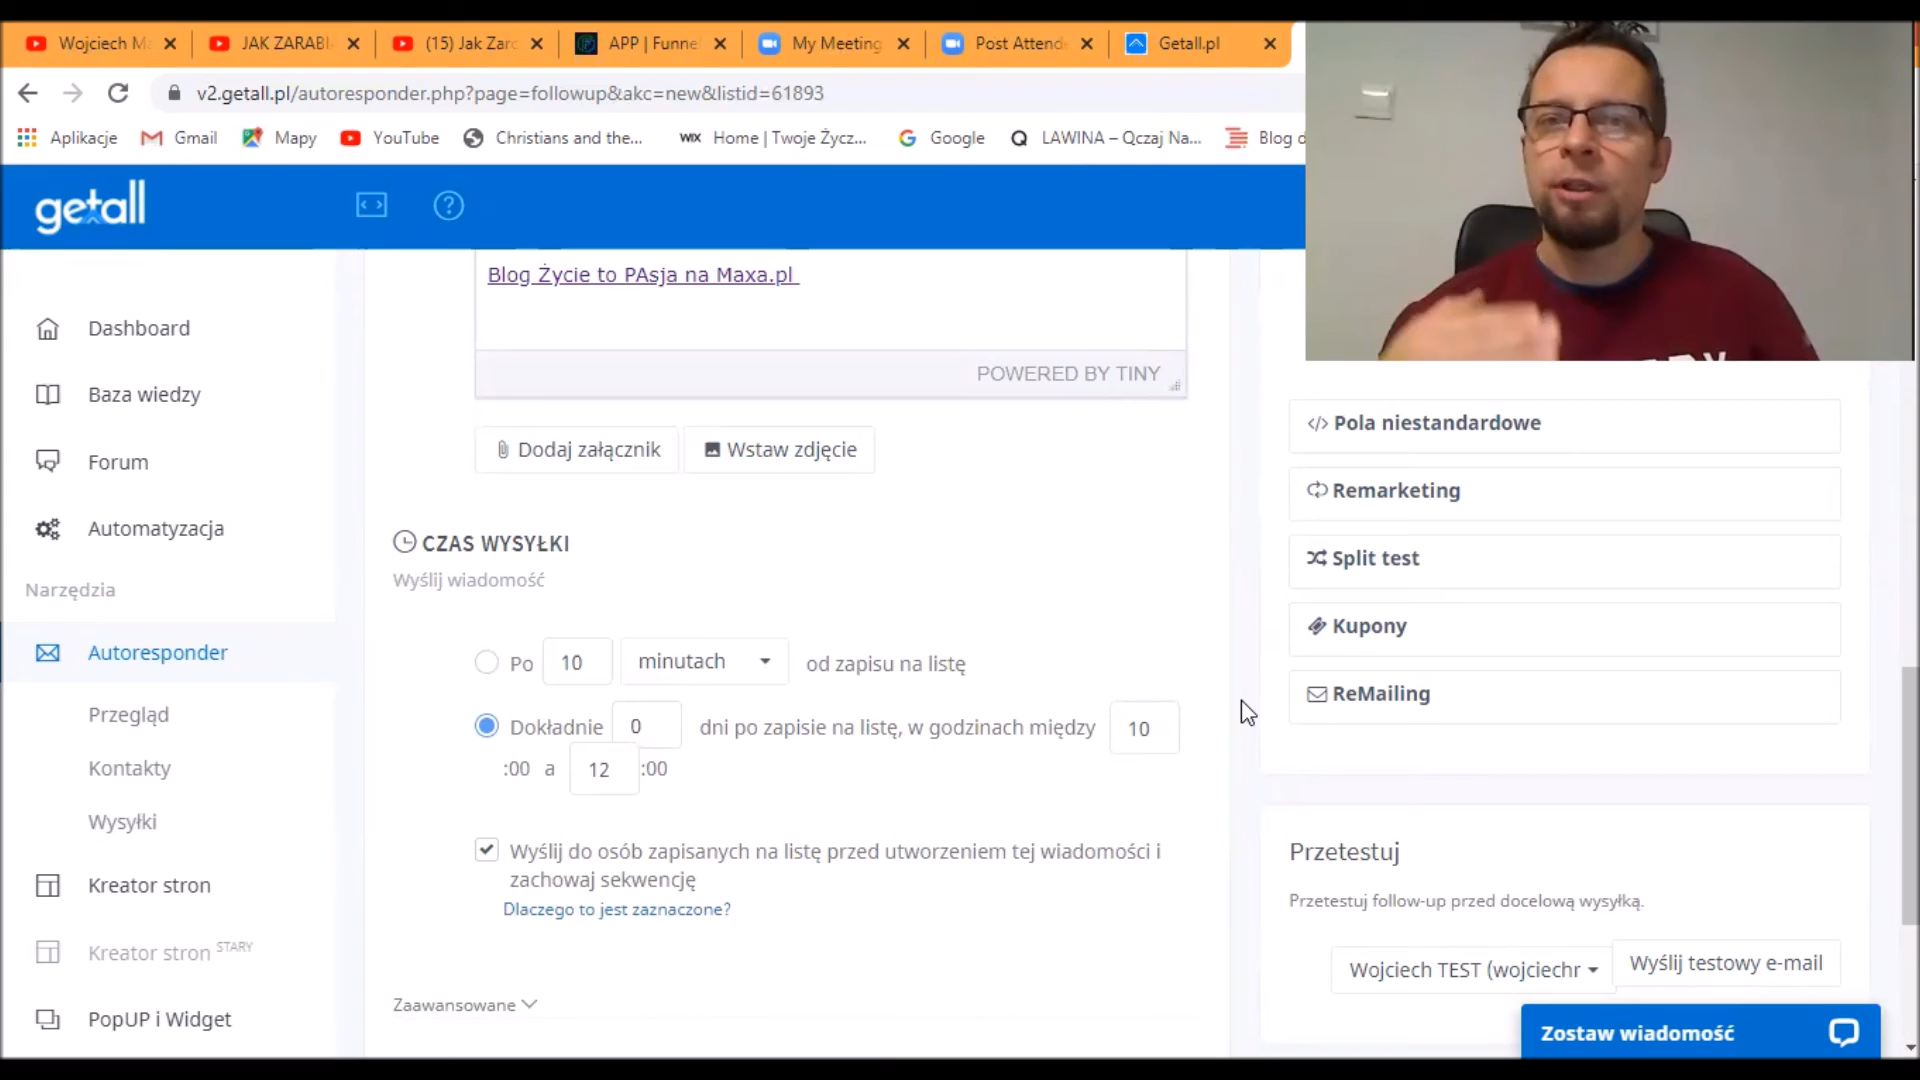 Wojciech Ma
JAK ZARABI
(15) Jak Zaro
APP | Funne
My Meeting
Post Attend
Getall.pl
v2.getall.pl/autoresponder.php?page=followup&akc=new&listid=61893
Aplikacje
Gmail
Mapy
YouTube
Christians and the...
WIX Home | Twoje Życz...
Google
LAWINA – Qczaj Na...
Blog d
getall
Dashboard
Baza wiedzy
Forum
Automatyzacja
Narzędzia
Autoresponder
Przegląd
Kontakty
Wysyłki
Kreator stron
Kreator stron STARY
PopUP i Widget
Blog Życie to PAsja na Maxa.pl
POWERED BY TINY
Dodaj załącznik
Wstaw zdjęcie
CZAS WYSYŁKI
Wyślij wiadomość
Po 10 minutach od zapisu na listę
Dokładnie 0 dni po zapisie na listę, w godzinach między 10
:00 a 12 :00
Wyślij do osób zapisanych na listę przed utworzeniem tej wiadomości i
zachowaj sekwencję
Dlaczego to jest zaznaczone?
Zaawansowane
Pola niestandardowe
Remarketing
Split test
Kupony
ReMailing
Przetestuj
Przetestuj follow-up przed docelową wysyłką.
Wojciech TEST (wojciechr
Wyślij testowy e-mail
Zostaw wiadomość